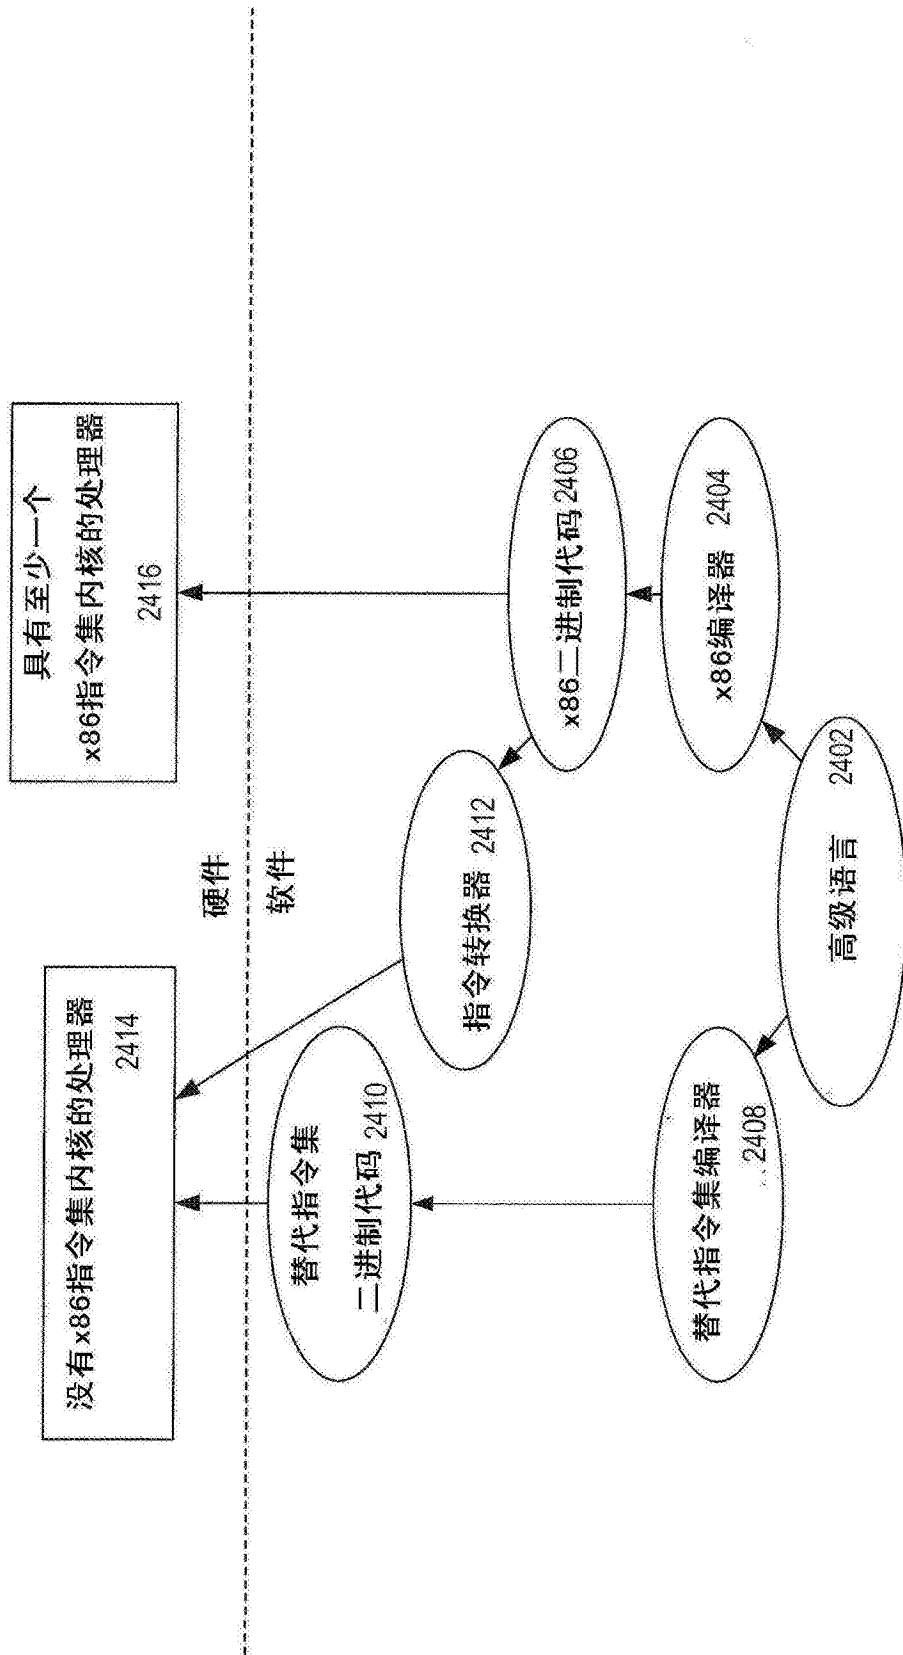 没有x86指令集内核的处理器
2414
具有至少一个
x86指令集内核的处理器
2416
硬件
软件
替代指令集
二进制代码 2410
指令转换器 2412
x86二进制代码 2406
替代指令集编译器
2408
x86编译器 2404
高级语言 2402